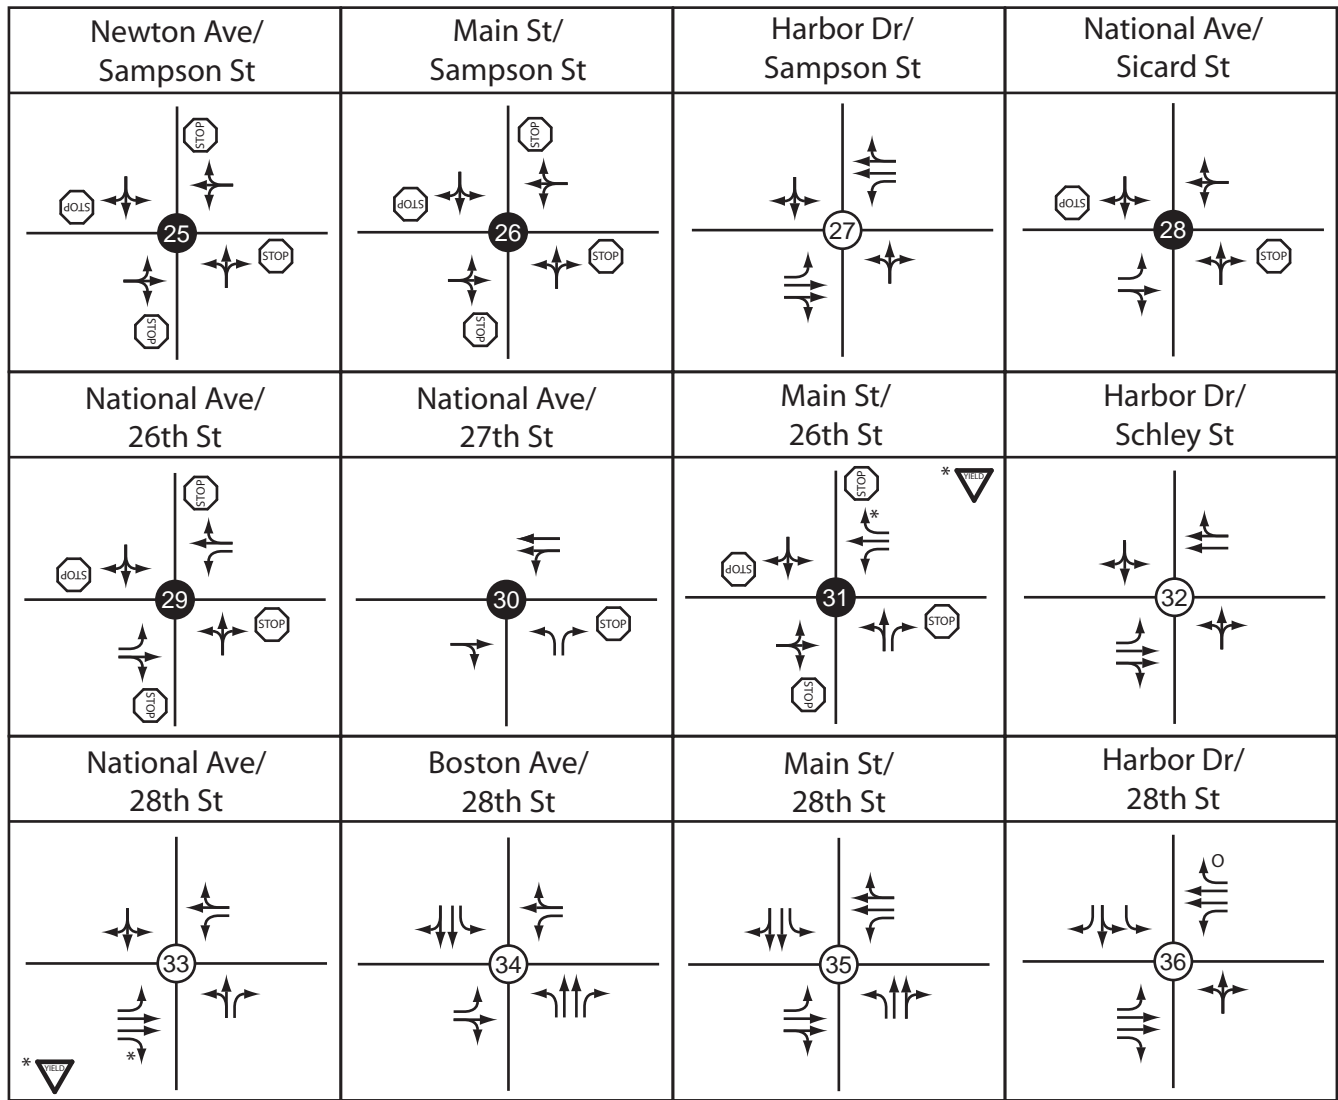 Newton Ave/
Sampson St
Main St/
Sampson St
Harbor Dr/
Sampson St
National Ave/
Sicard St
STOP
STOP
STOP
STOP
25
STOP
STOP
STOP
STOP
26
27
STOP
STOP
28
National Ave/
26th St
National Ave/
27th St
Main St/
26th St
Harbor Dr/
Schley St
STOP
STOP
STOP
STOP
29
STOP
30
* YIELD
STOP
*
STOP
STOP
STOP
31
32
National Ave/
28th St
Boston Ave/
28th St
Main St/
28th St
Harbor Dr/
28th St
33
*
* YIELD
34
35
O
36